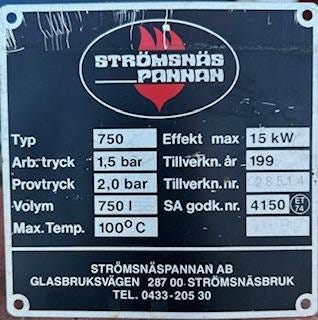 STRÖMSNÄS
PANNAN
Typ 750 Effekt max 15 kW
Arb. tryck 1,5 bar Tillverkn. år 199
Provtryck 2,0 bar Tillverkn. nr.
Volym 750 l SA godk. nr. 4150 ET 74
Max. Temp. 100°C
STRÖMSNÄSPANNAN AB
GLASBRUKSVÄGEN 287 00 STRÖMSNÄSBRUK
TEL. 0433-205 30